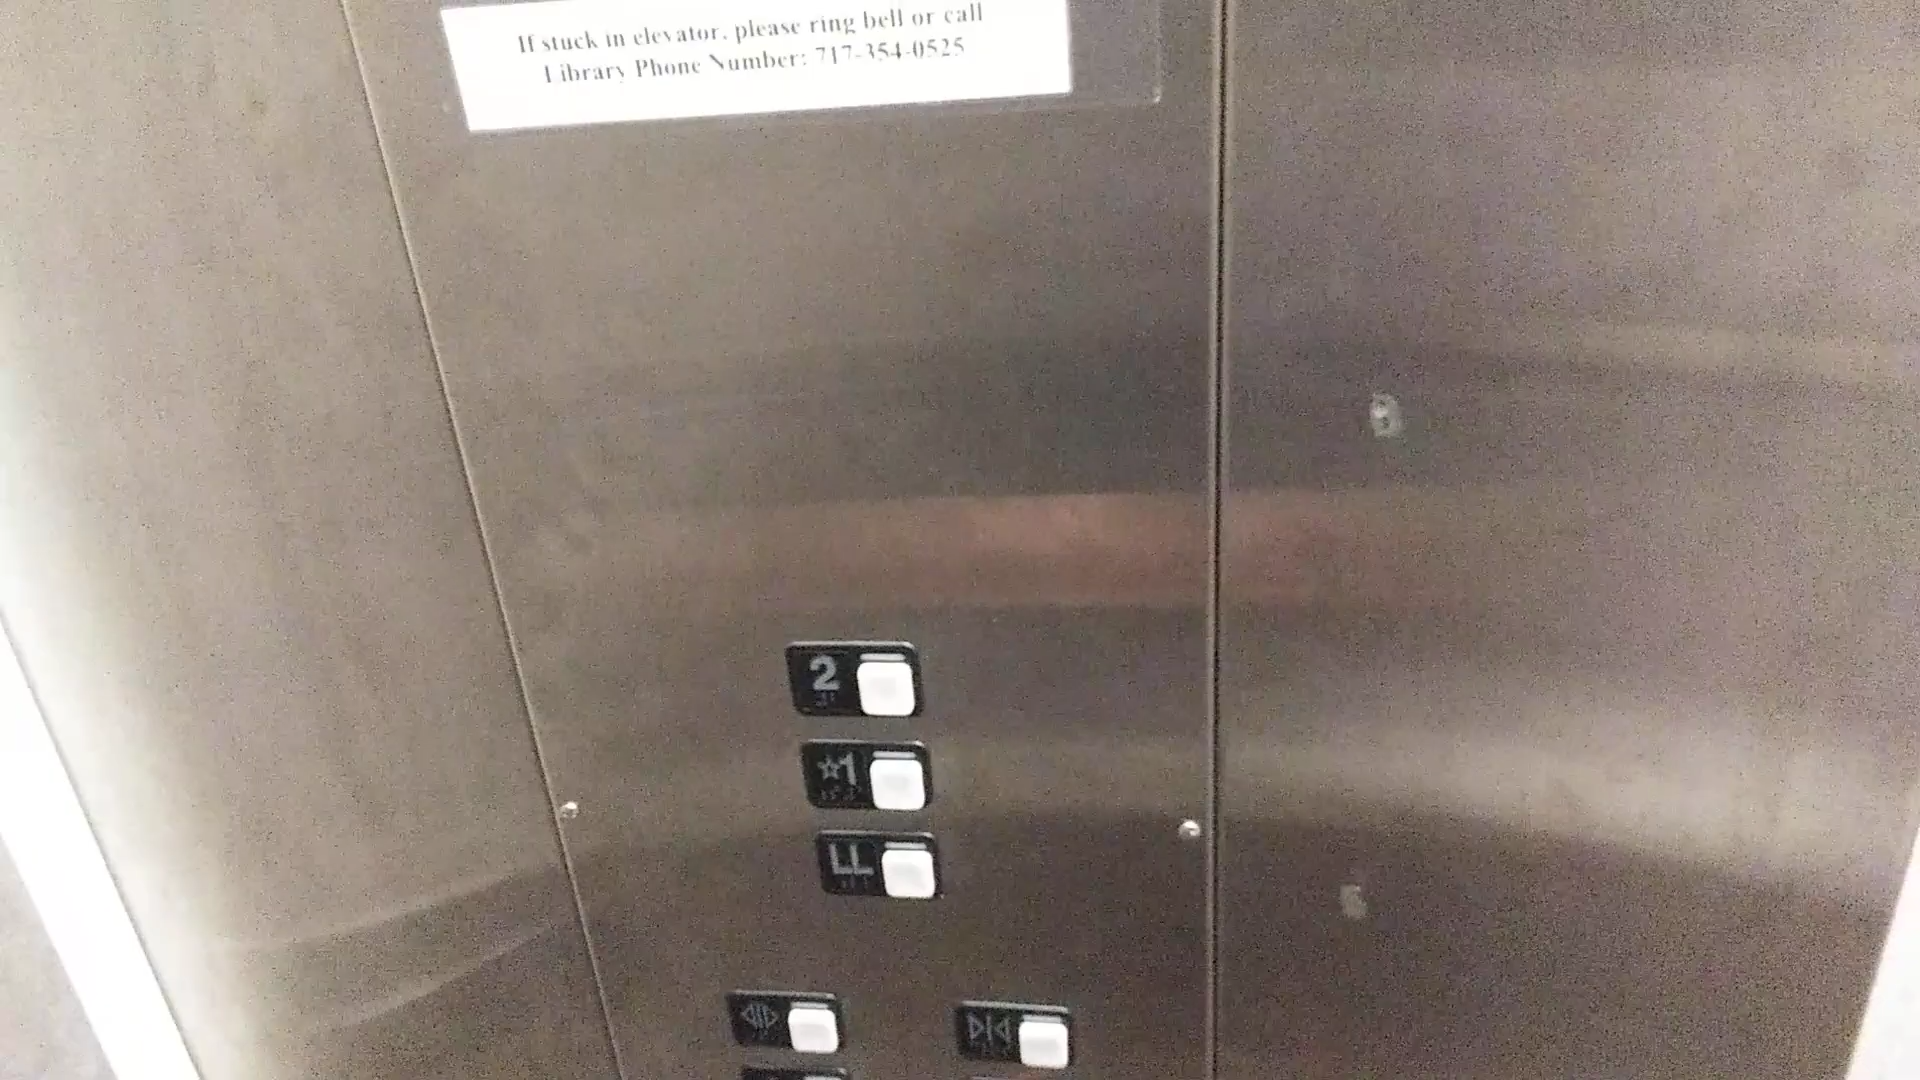 If stuck in elevator, please ring bell or call
Library Phone Number: 717-354-0525
2
☆1
LL